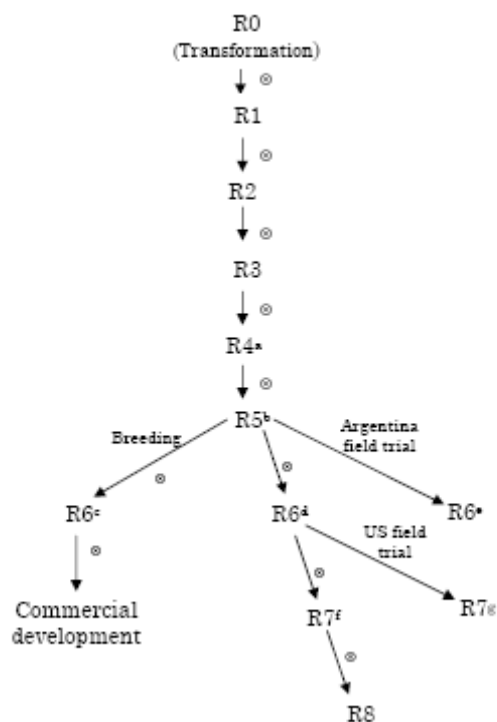 R0
(Transformation)
⊗
R1
⊗
R2
⊗
R3
⊗
R4ᵃ
⊗
R5ᵇ
Breeding
⊗
⊗
Argentina
field trial
R6ᶜ
R6ᵈ
R6ᵉ
⊗
⊗
US field
trial
Commercial
development
R7ᶠ
R7ᵍ
⊗
R8